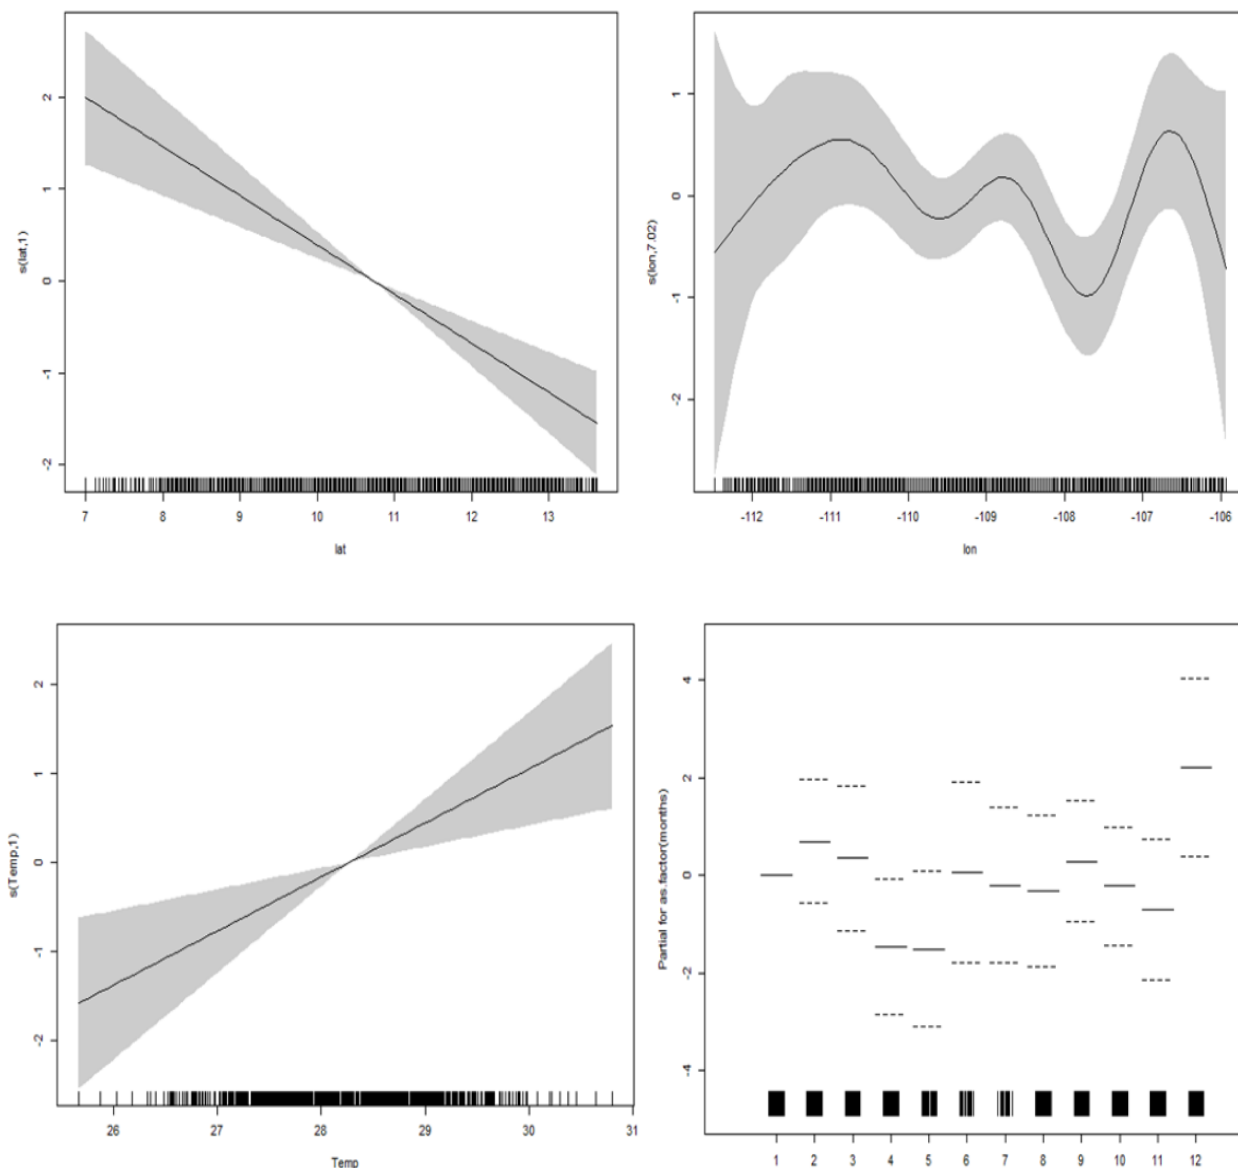 s(lat,1)
2
1
0
-1
-2
7 8 9 10 11 12 13
lat
s(lon,7.02)
1
0
-1
-2
-112 -111 -110 -109 -108 -107 -106
lon
s(Temp,1)
2
1
0
-1
-2
26 27 28 29 30 31
Temp
Partial for as.factor(months)
4
2
0
-2
-4
1 2 3 4 5 6 7 8 9 10 11 12